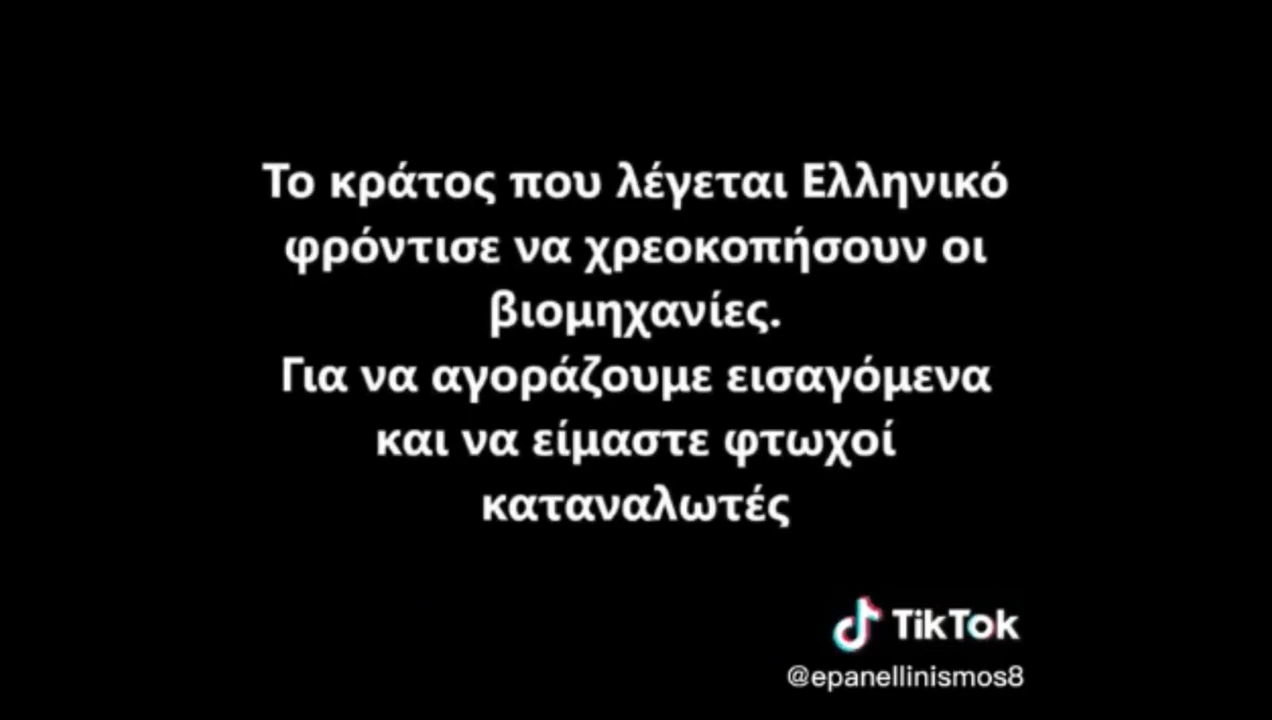 Το κράτος που λέγεται Ελληνικό
φρόντισε να χρεοκοπήσουν οι
βιομηχανίες.
Για να αγοράζουμε εισαγόμενα
και να είμαστε φτωχοί
καταναλωτές
TikTok
@epanellinismos8